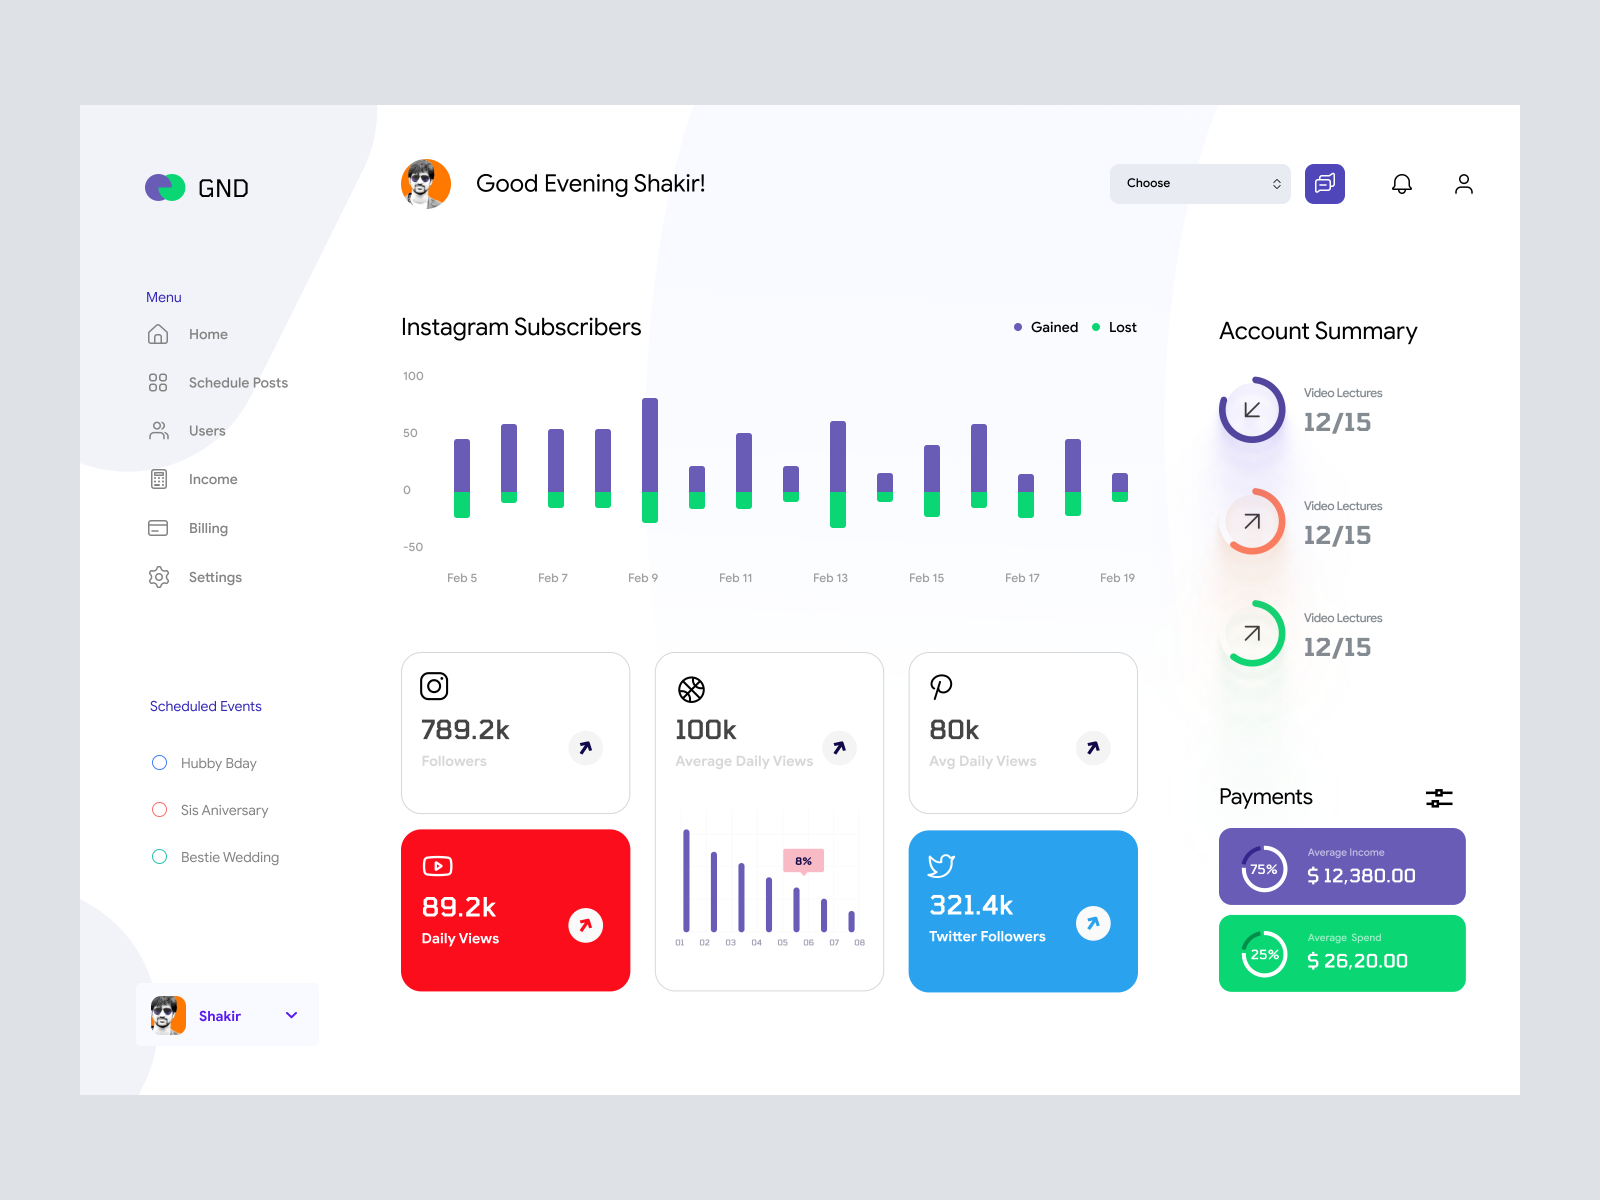 GND
Good Evening Shakir!
Choose
Menu
Home
Schedule Posts
Users
Income
Billing
Settings
Scheduled Events
Hubby Bday
Sis Aniversary
Bestie Wedding
Shakir
Instagram Subscribers
Gained
Lost
100
50
0
-50
Feb 5
Feb 7
Feb 9
Feb 11
Feb 13
Feb 15
Feb 17
Feb 19
789.2k
Followers
100k
Average Daily Views
80k
Avg Daily Views
89.2k
Daily Views
8%
01
02
03
04
05
06
07
08
321.4k
Twitter Followers
Account Summary
Video Lectures
12/15
Video Lectures
12/15
Video Lectures
12/15
Payments
75%
Average Income
$ 12,380.00
25%
Average Spend
$ 26,20.00